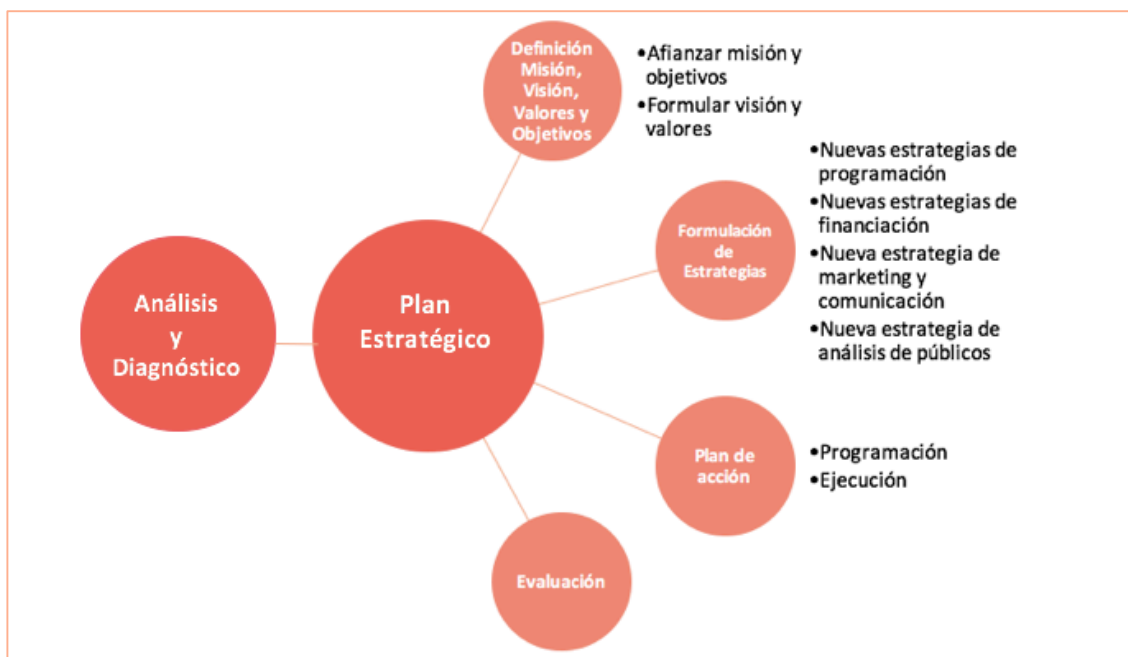 Definición
Misión,
Visión,
Valores y
Objetivos
•Afianzar misión y
objetivos
•Formular visión y
valores
•Nuevas estrategias de
programación
•Nuevas estrategias de
financiación
•Nueva estrategia de
marketing y
comunicación
•Nueva estrategia de
análisis de públicos
Formulación
de
Estrategias
Análisis
y
Diagnóstico
Plan
Estratégico
Plan de
acción
•Programación
•Ejecución
Evaluación